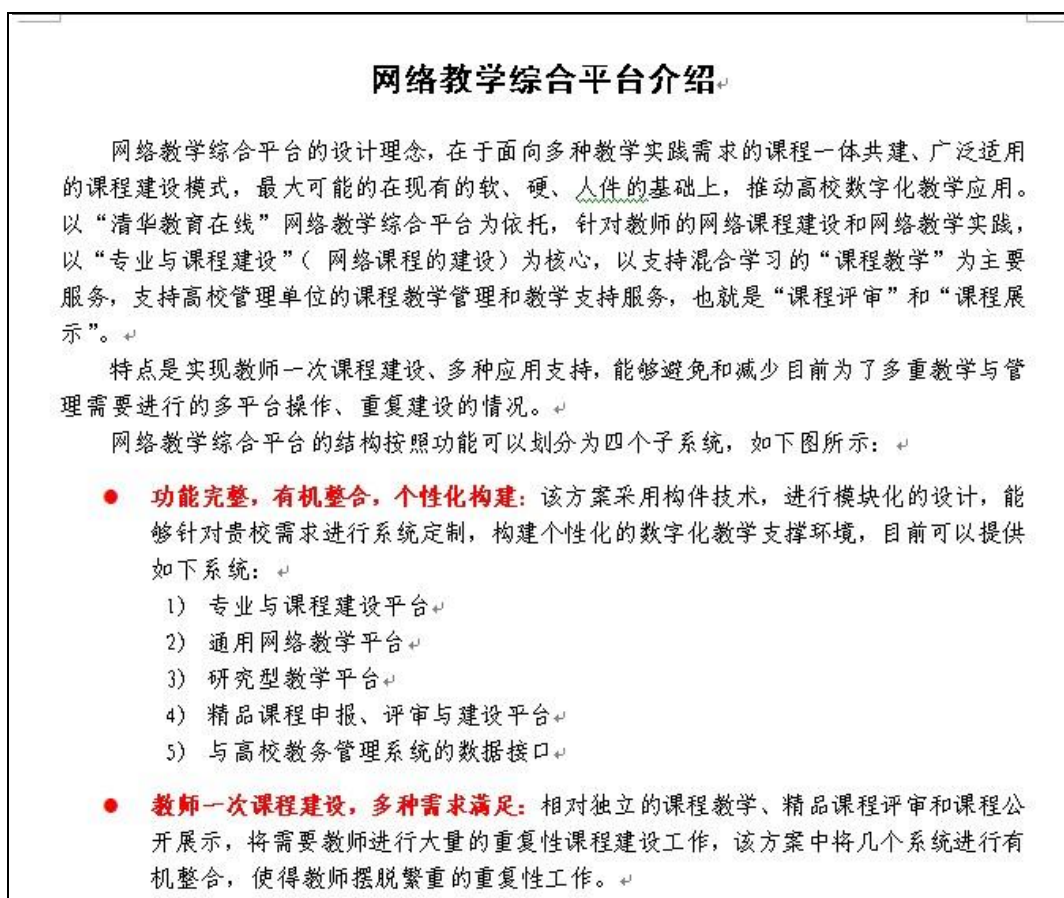 网络教学综合平台介绍
网络教学综合平台的设计理念，在于面向多种教学实践需求的课程一体共建、广泛适用
的课程建设模式，最大可能的在现有的软、硬、人件的基础上，推动高校数字化教学应用。
以“清华教育在线”网络教学综合平台为依托，针对教师的网络课程建设和网络教学实践，
以“专业与课程建设”（ 网络课程的建设）为核心，以支持混合学习的“课程教学”为主要
服务，支持高校管理单位的课程教学管理和教学支持服务，也就是“课程评审”和“课程展
示”。
特点是实现教师一次课程建设、多种应用支持，能够避免和减少目前为了多重教学与管
理需要进行的多平台操作、重复建设的情况。
网络教学综合平台的结构按照功能可以划分为四个子系统，如下图所示：
● 功能完整，有机整合，个性化构建：该方案采用构件技术，进行模块化的设计，能
够针对贵校需求进行系统定制，构建个性化的数字化教学支撑环境，目前可以提供
如下系统：
1） 专业与课程建设平台
2） 通用网络教学平台
3） 研究型教学平台
4） 精品课程申报、评审与建设平台
5） 与高校教务管理系统的数据接口
● 教师一次课程建设，多种需求满足：相对独立的课程教学、精品课程评审和课程公
开展示，将需要教师进行大量的重复性课程建设工作，该方案中将几个系统进行有
机整合，使得教师摆脱繁重的重复性工作。